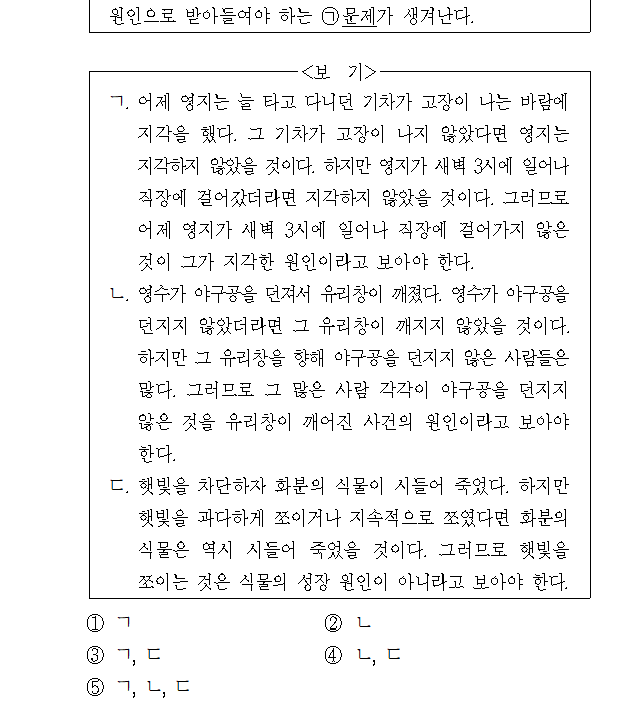 원인으로 받아들여야 하는 ㉠문제가 생겨난다.
<보 기>
ㄱ. 어제 영지는 늘 타고 다니던 기차가 고장이 나는 바람에
지각을 했다. 그 기차가 고장이 나지 않았다면 영지는
지각하지 않았을 것이다. 하지만 영지가 새벽 3시에 일어나
직장에 걸어갔더라면 지각하지 않았을 것이다. 그러므로
어제 영지가 새벽 3시에 일어나 직장에 걸어가지 않은
것이 그가 지각한 원인이라고 보아야 한다.
ㄴ. 영수가 야구공을 던져서 유리창이 깨졌다. 영수가 야구공을
던지지 않았더라면 그 유리창이 깨지지 않았을 것이다.
하지만 그 유리창을 향해 야구공을 던지지 않은 사람들은
많다. 그러므로 그 많은 사람 각각이 야구공을 던지지
않은 것을 유리창이 깨어진 사건의 원인이라고 보아야
한다.
ㄷ. 햇빛을 차단하자 화분의 식물이 시들어 죽었다. 하지만
햇빛을 과다하게 쪼이거나 지속적으로 쪼였다면 화분의
식물은 역시 시들어 죽었을 것이다. 그러므로 햇빛을
쪼이는 것은 식물의 성장 원인이 아니라고 보아야 한다.
① ㄱ ② ㄴ
③ ㄱ, ㄷ ④ ㄴ, ㄷ
⑤ ㄱ, ㄴ, ㄷ